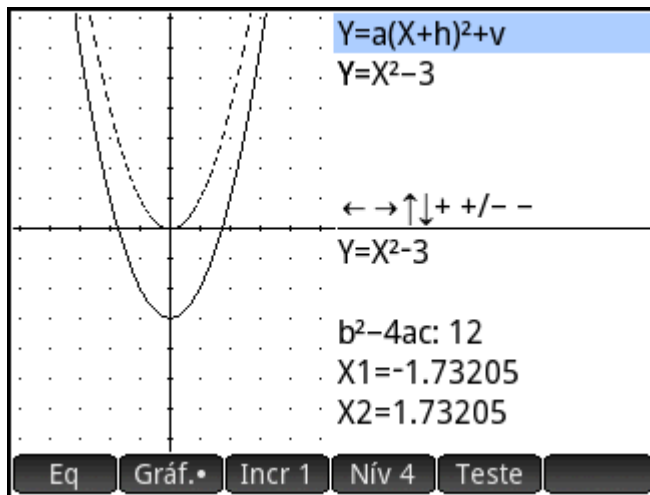 Y=a(X+h)²+v
Y=X²−3
←→↑↓+ +/− −
Y=X²-3
b²−4ac: 12
X1=-1.73205
X2=1.73205
Eq Gráf.• Incr 1 Nív 4 Teste